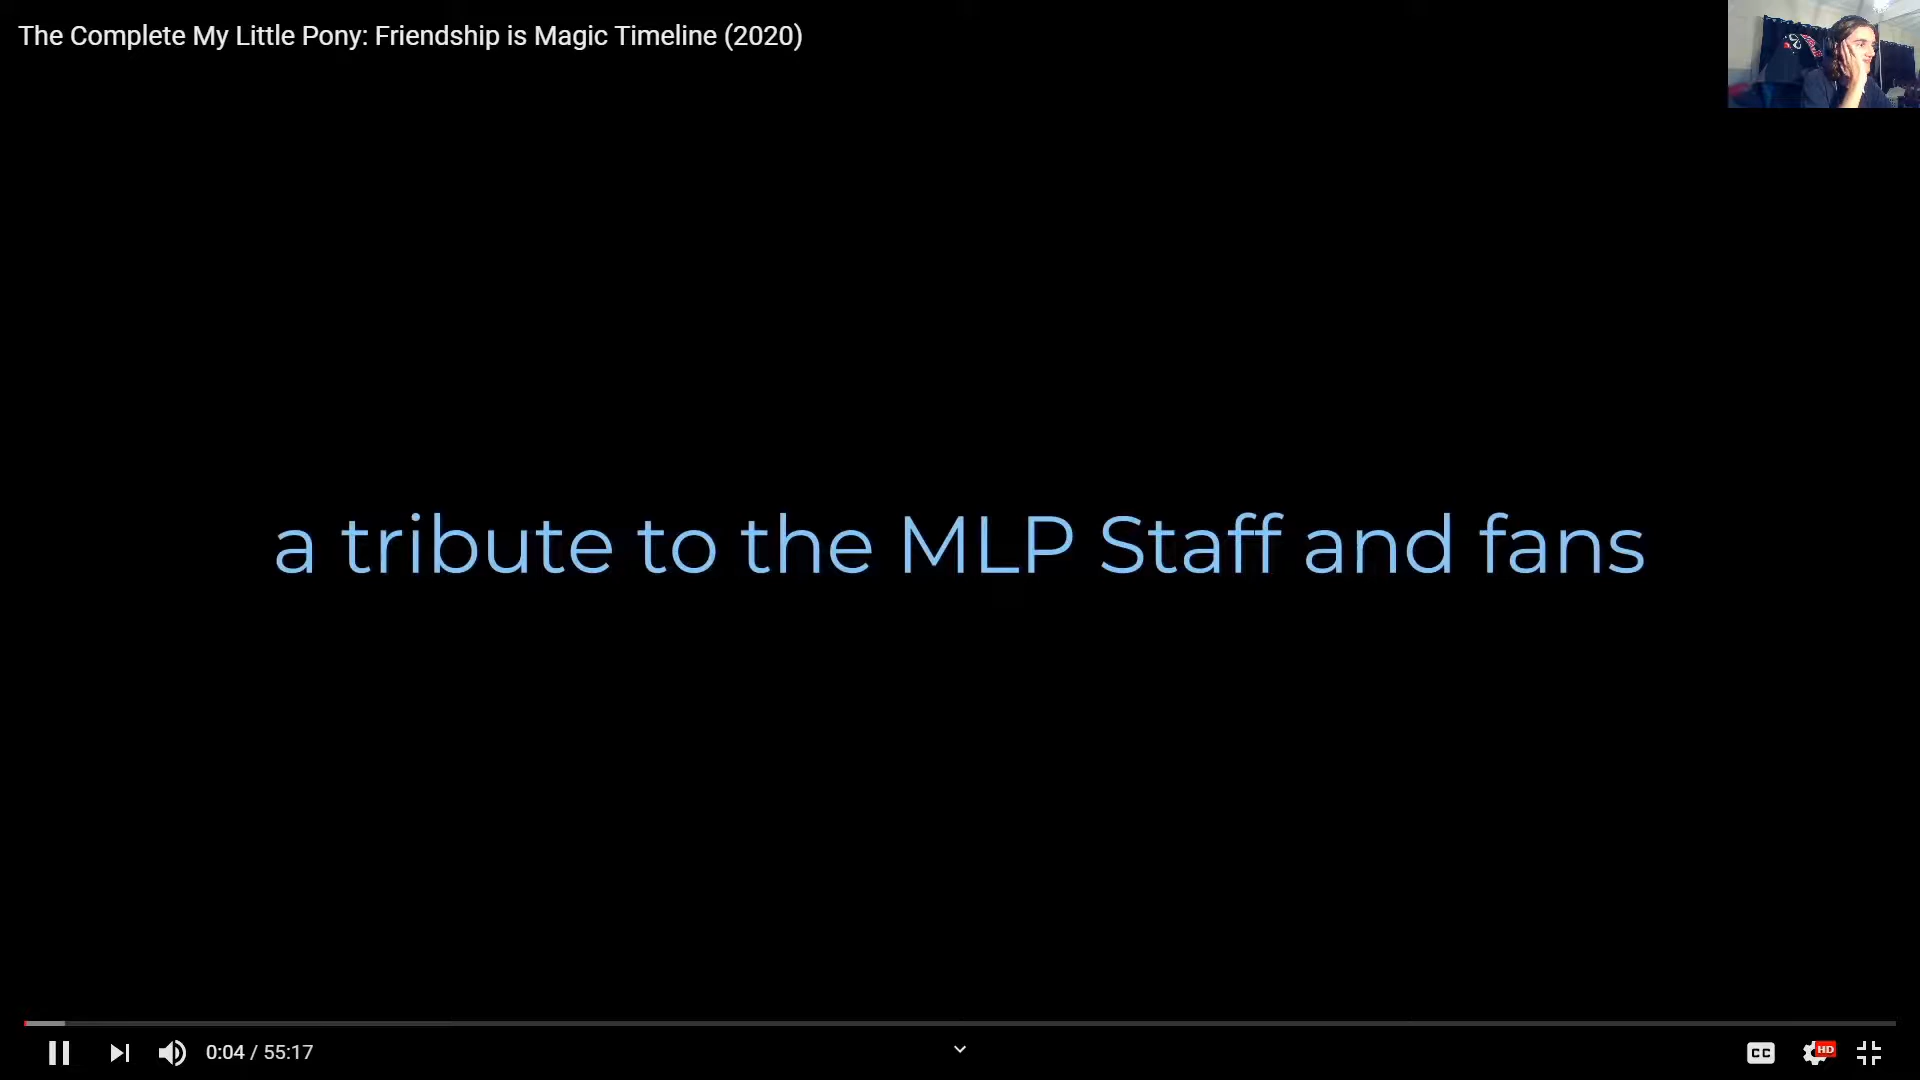 The Complete My Little Pony: Friendship is Magic Timeline (2020)
a tribute to the MLP Staff and fans
0:04 / 55:17
CC
HD